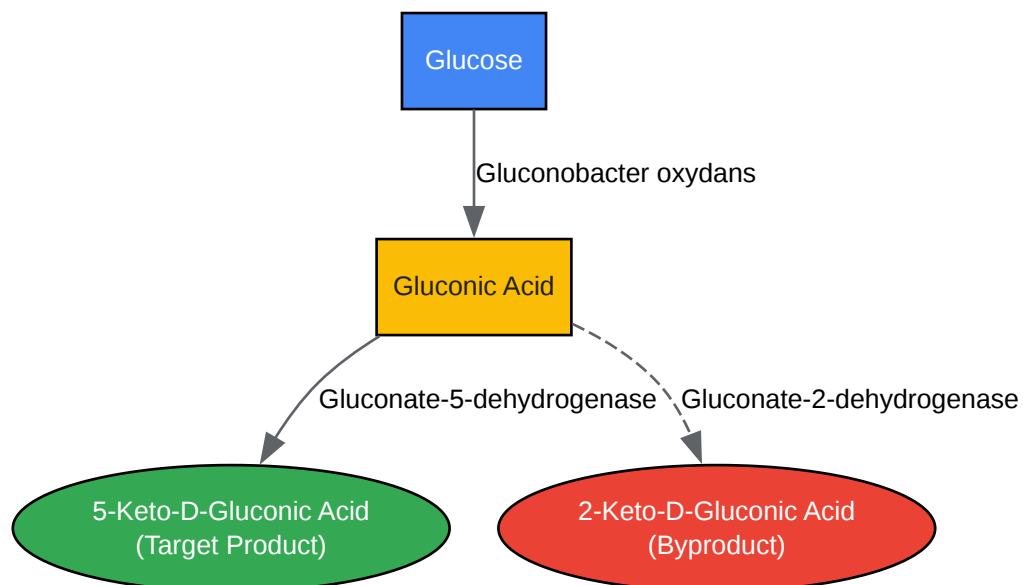 Glucose
Gluconobacter oxydans
Gluconic Acid
Gluconate-5-dehydrogenase
Gluconate-2-dehydrogenase
5-Keto-D-Gluconic Acid
(Target Product)
2-Keto-D-Gluconic Acid
(Byproduct)